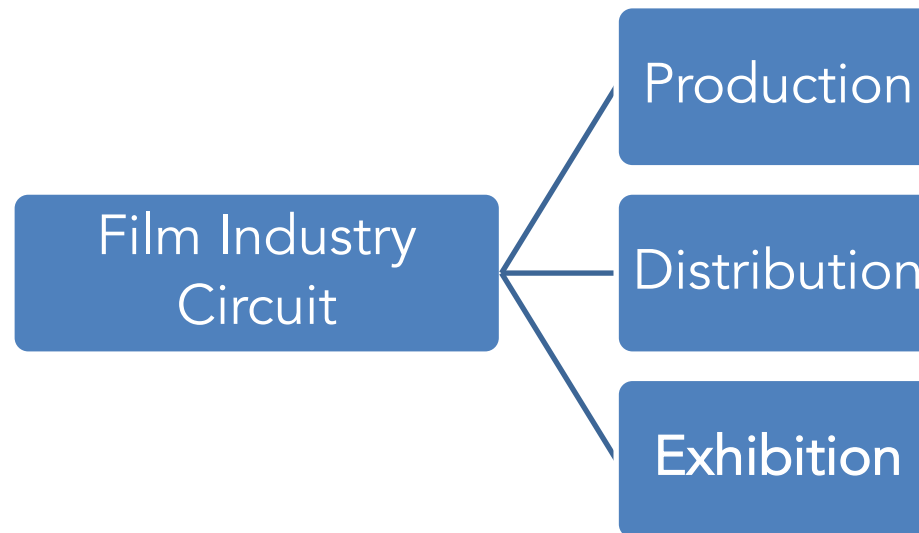 Production
Film Industry
Circuit
Distribution
Exhibition